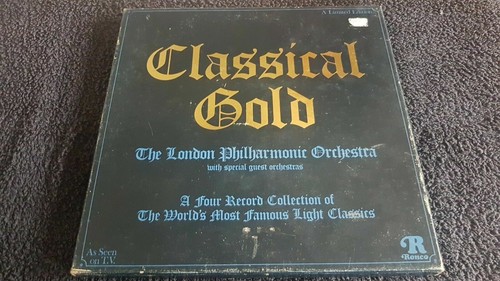 A Limited Edition
Classical
Gold
The London Philharmonic Orchestra
with special guest orchestras
A Four Record Collection of
The World's Most Famous Light Classics
As Seen
on T.V.
R
Ronco